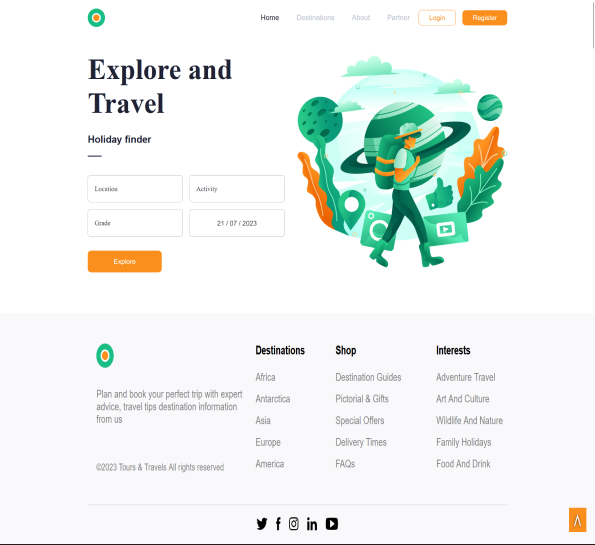 Home Destinations About Partner Login Register
Explore and
Travel
Holiday finder
Location Activity
Grade 21 / 07 / 2023
Explore
Destinations Shop Interests
Plan and book your perfect trip with expert
advice, travel tips destination information
from us
©2023 Tours & Travels All rights reserved
Africa Destination Guides Adventure Travel
Antarctica Pictorial & Gifts Art And Culture
Asia Special Offers Wildlife And Nature
Europe Delivery Times Family Holidays
America FAQs Food And Drink